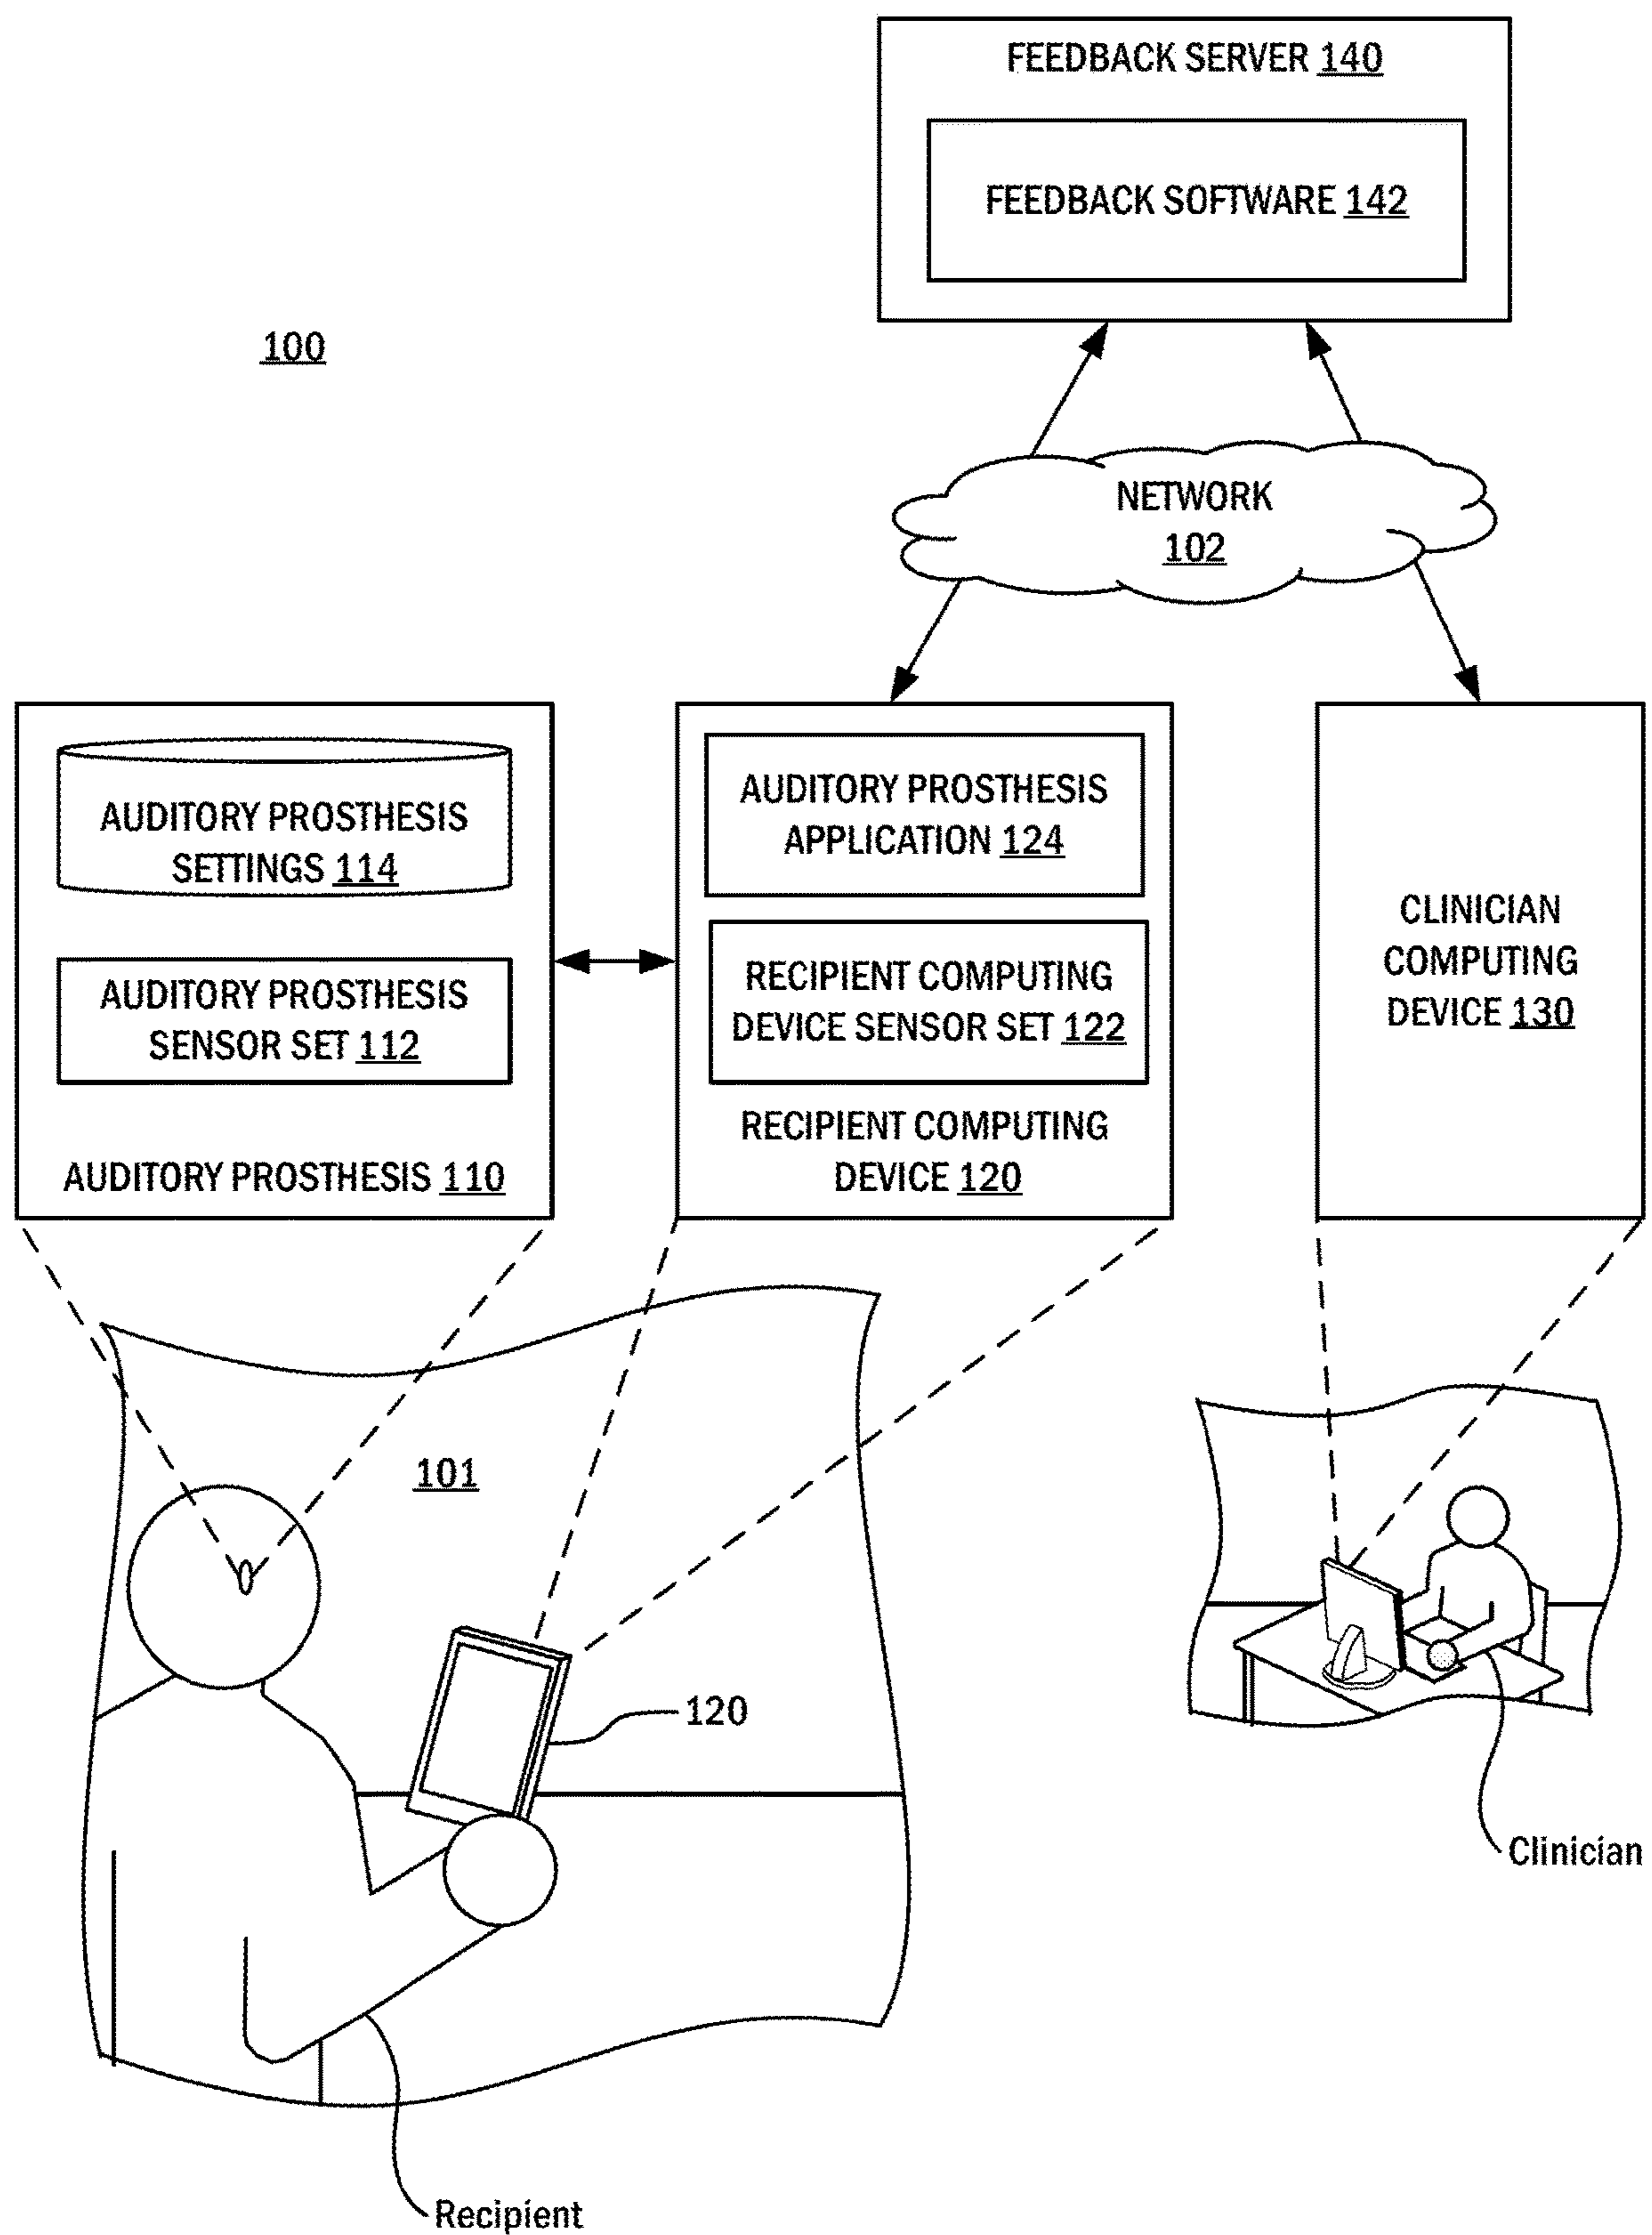 FEEDBACK SERVER 140
FEEDBACK SOFTWARE 142
100
NETWORK
102
AUDITORY PROSTHESIS
SETTINGS 114
AUDITORY PROSTHESIS
SENSOR SET 112
AUDITORY PROSTHESIS 110
AUDITORY PROSTHESIS
APPLICATION 124
RECIPIENT COMPUTING
DEVICE SENSOR SET 122
RECIPIENT COMPUTING
DEVICE 120
CLINICIAN
COMPUTING
DEVICE 130
101
120
Clinician
Recipient